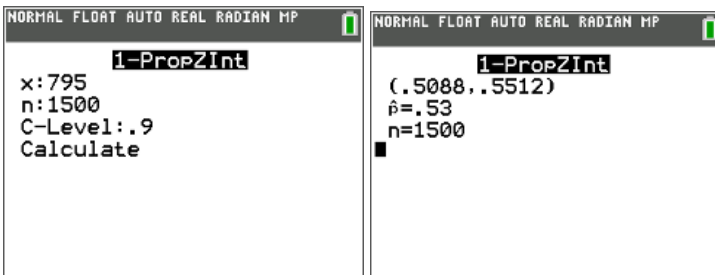 NORMAL FLOAT AUTO REAL RADIAN MP
1-PropZInt
x:795
n:1500
C-Level:.9
Calculate
NORMAL FLOAT AUTO REAL RADIAN MP
1-PropZInt
(.5088,.5512)
p̂=.53
n=1500